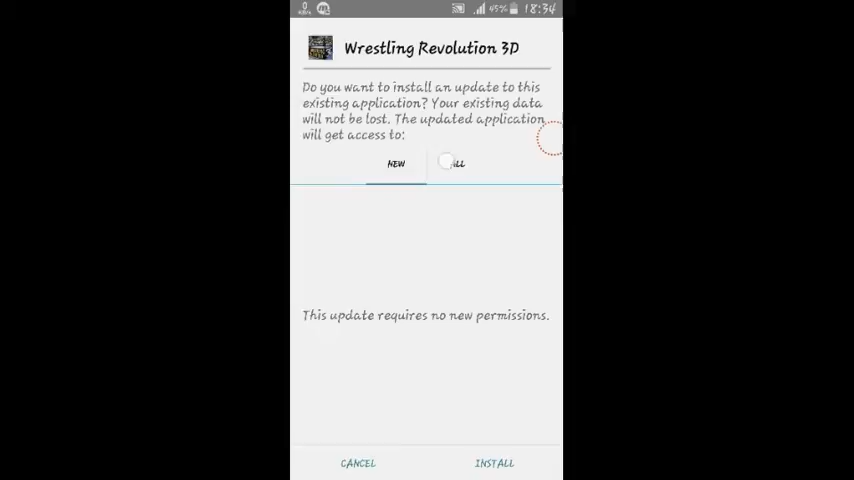 45% 18:34
Wrestling Revolution 3D
Do you want to install an update to this
existing application? Your existing data
will not be lost. The updated application
will get access to:
NEW ALL
This update requires no new permissions.
CANCEL INSTALL